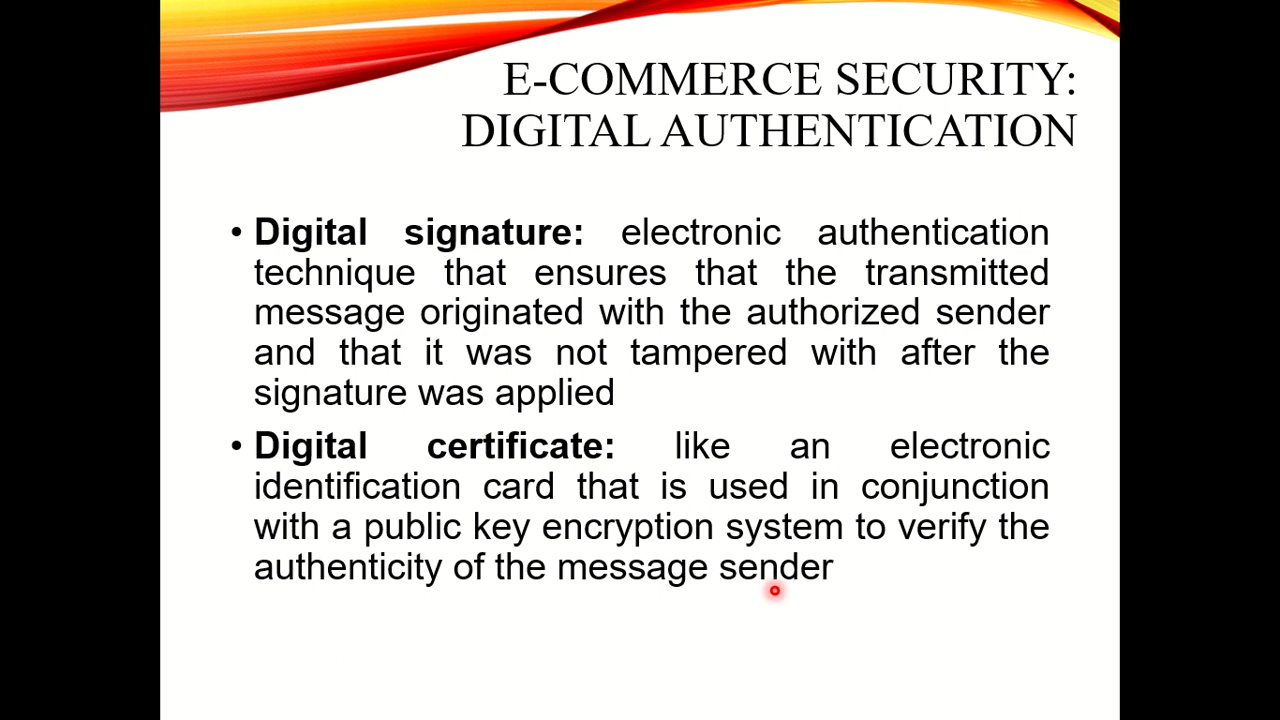 E-COMMERCE SECURITY:
DIGITAL AUTHENTICATION
• Digital signature: electronic authentication
technique that ensures that the transmitted
message originated with the authorized sender
and that it was not tampered with after the
signature was applied
• Digital certificate: like an electronic
identification card that is used in conjunction
with a public key encryption system to verify the
authenticity of the message sender